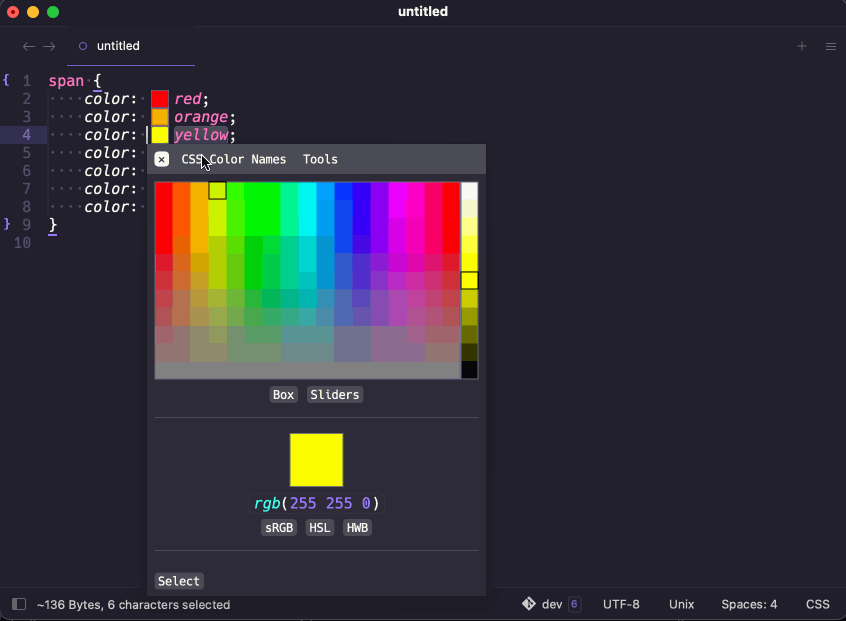 untitled
untitled
{ 1 span {
2 color: red;
3 color: orange;
4 color: yellow;
5 color:
6 color:
7 color:
8 color:
} 9 }
10
× CSS Color Names Tools
Box Sliders
rgb(255 255 0)
sRGB HSL HWB
Select
~136 Bytes, 6 characters selected dev 6 UTF-8 Unix Spaces: 4 CSS